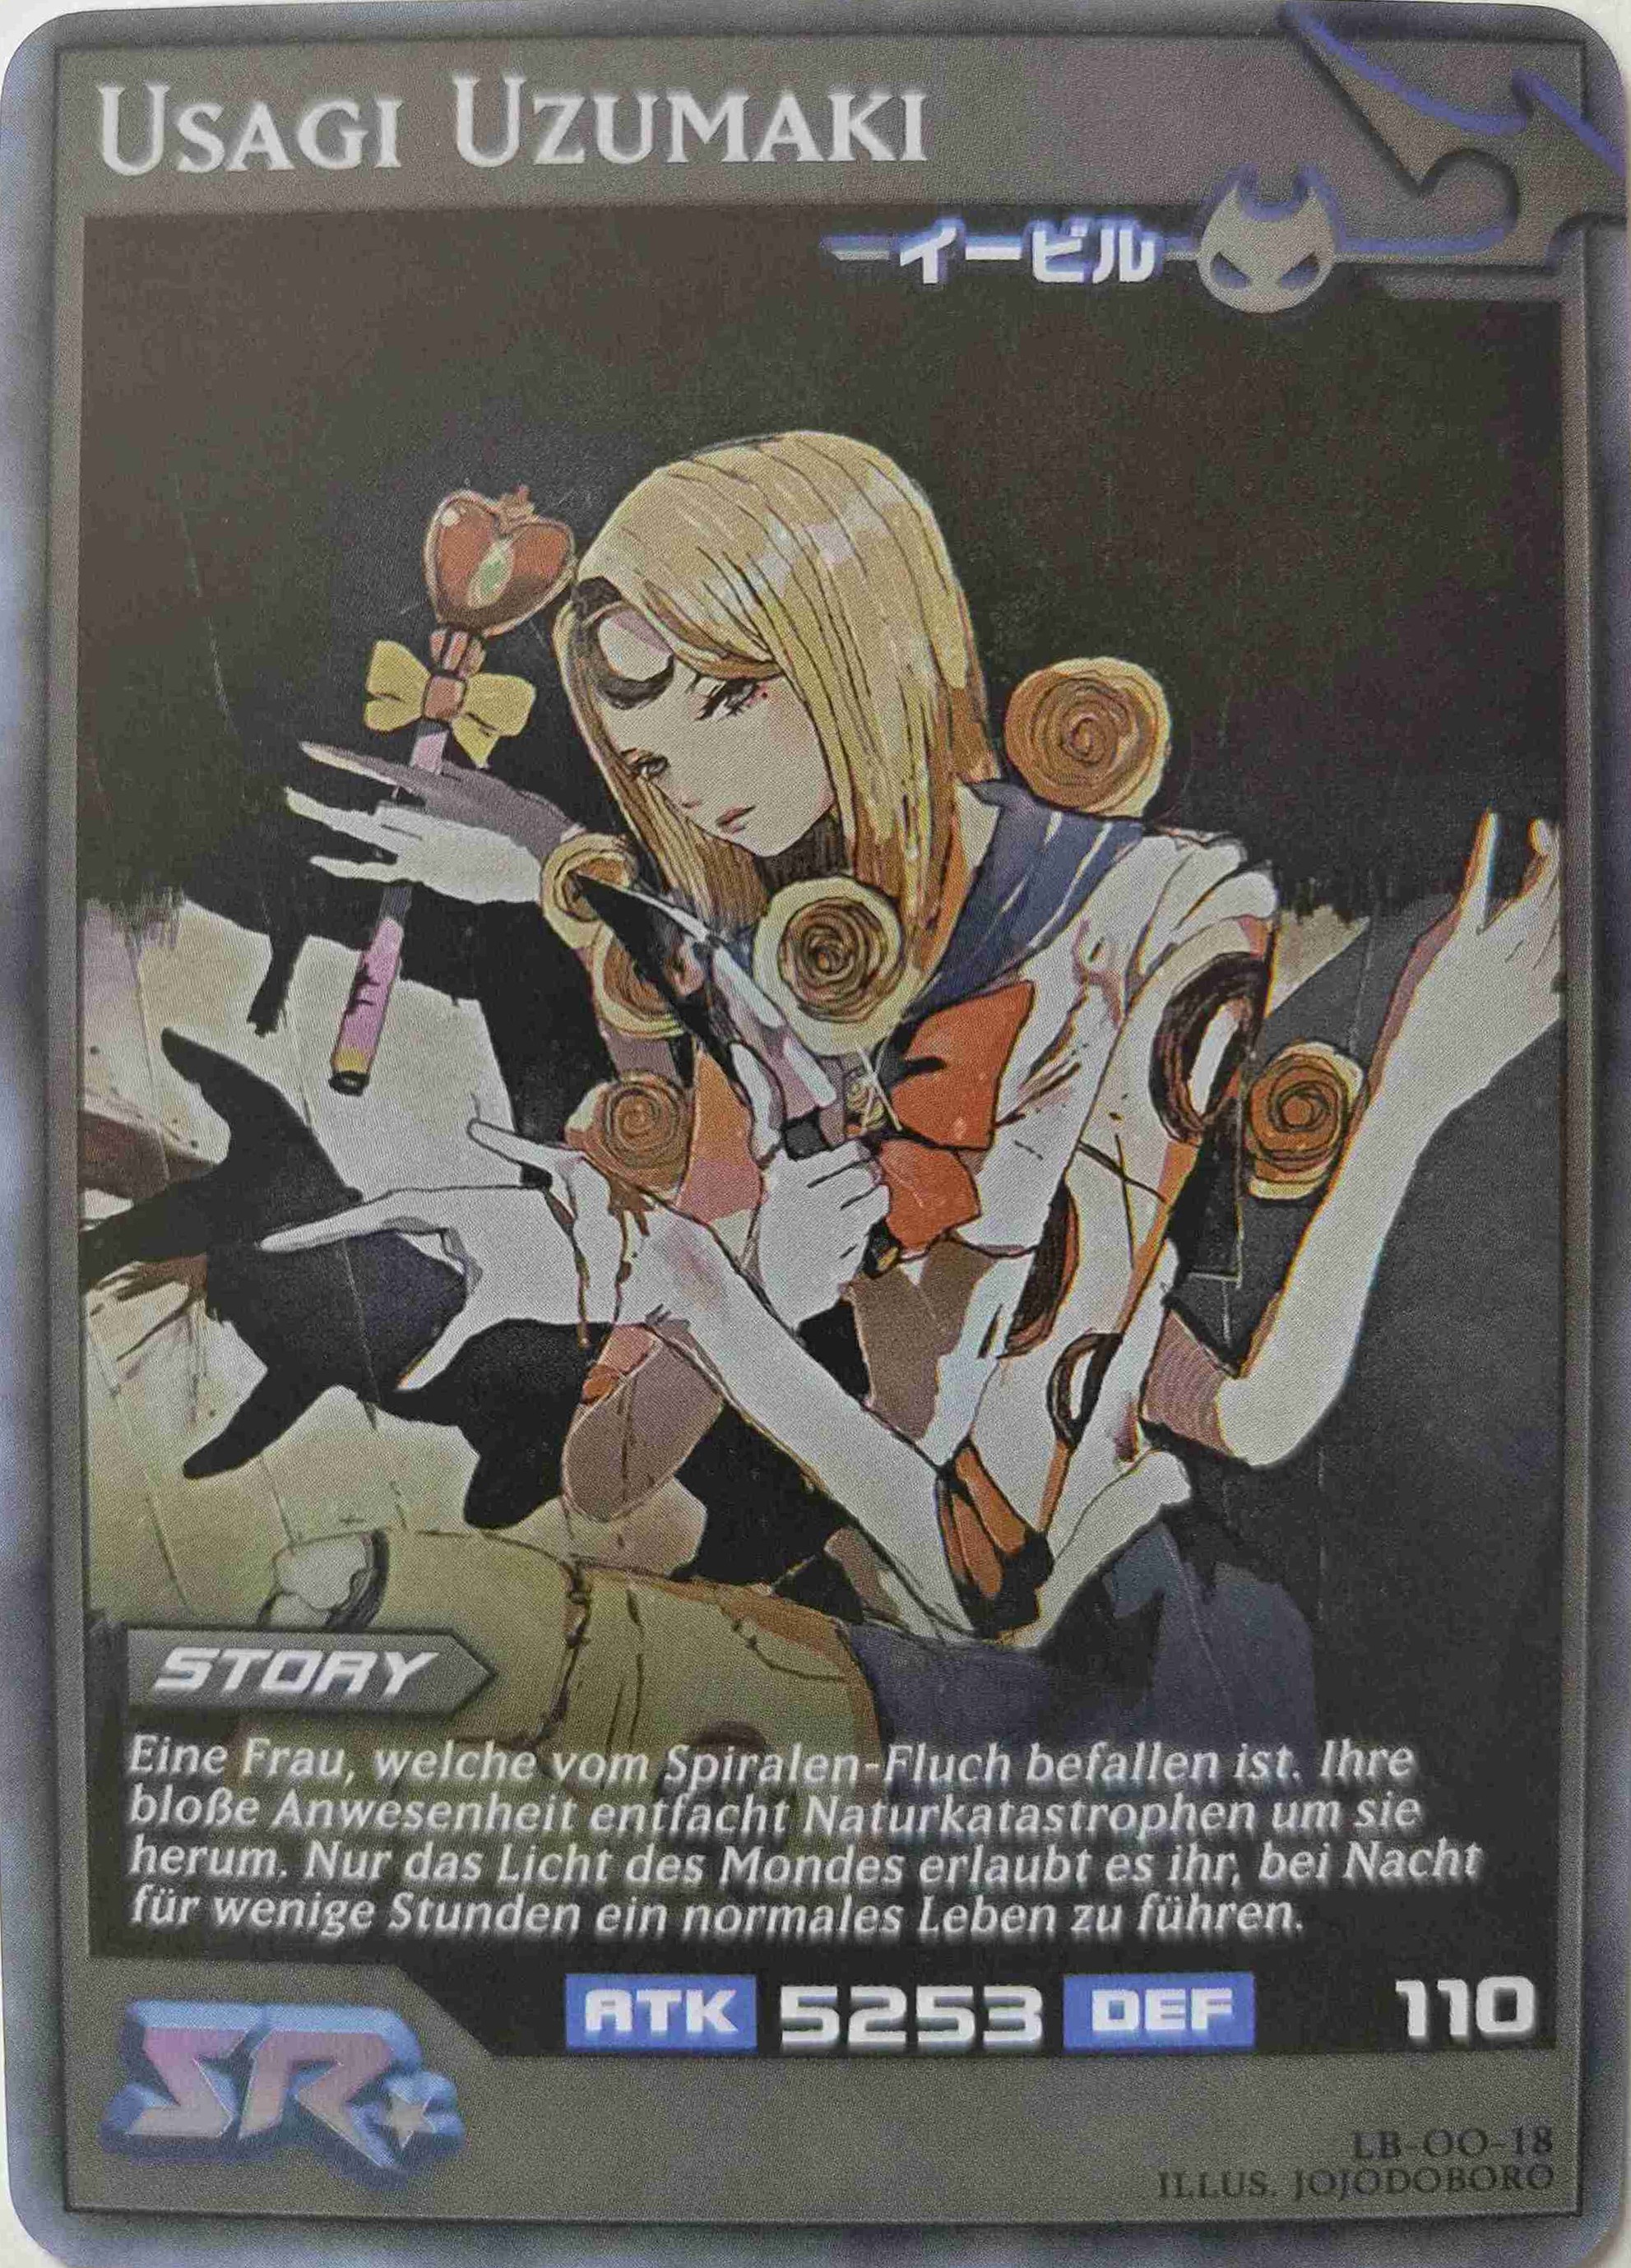 USAGI UZUMAKI
イービル
STORY
Eine Frau, welche vom Spiralen-Fluch befallen ist. Ihre
bloße Anwesenheit entfacht Naturkatastrophen um sie
herum. Nur das Licht des Mondes erlaubt es ihr, bei Nacht
für wenige Stunden ein normales Leben zu führen.
ATK 5253 DEF 110
SR
LB-OO-18
ILLUS. JOJODOBORO